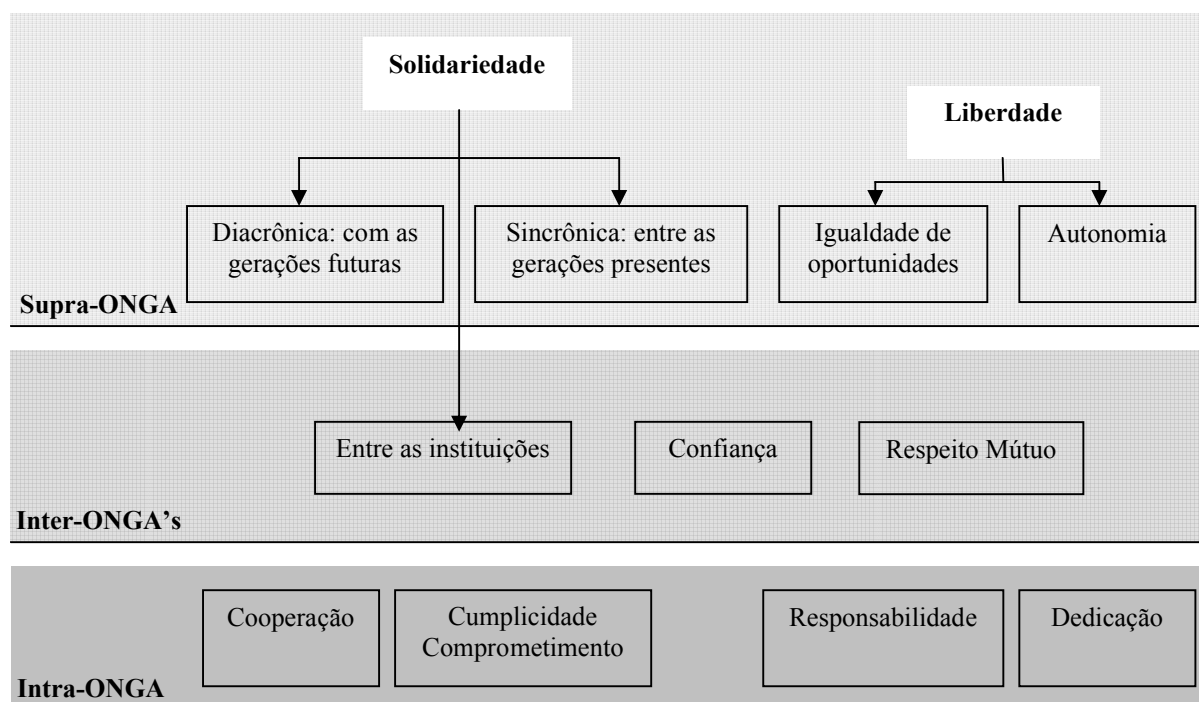 Solidariedade
Liberdade
Diacrônica: com as
gerações futuras
Sincrônica: entre as
gerações presentes
Igualdade de
oportunidades
Autonomia
Supra-ONGA
Entre as instituições
Confiança
Respeito Mútuo
Inter-ONGA’s
Cooperação
Cumplicidade
Comprometimento
Responsabilidade
Dedicação
Intra-ONGA